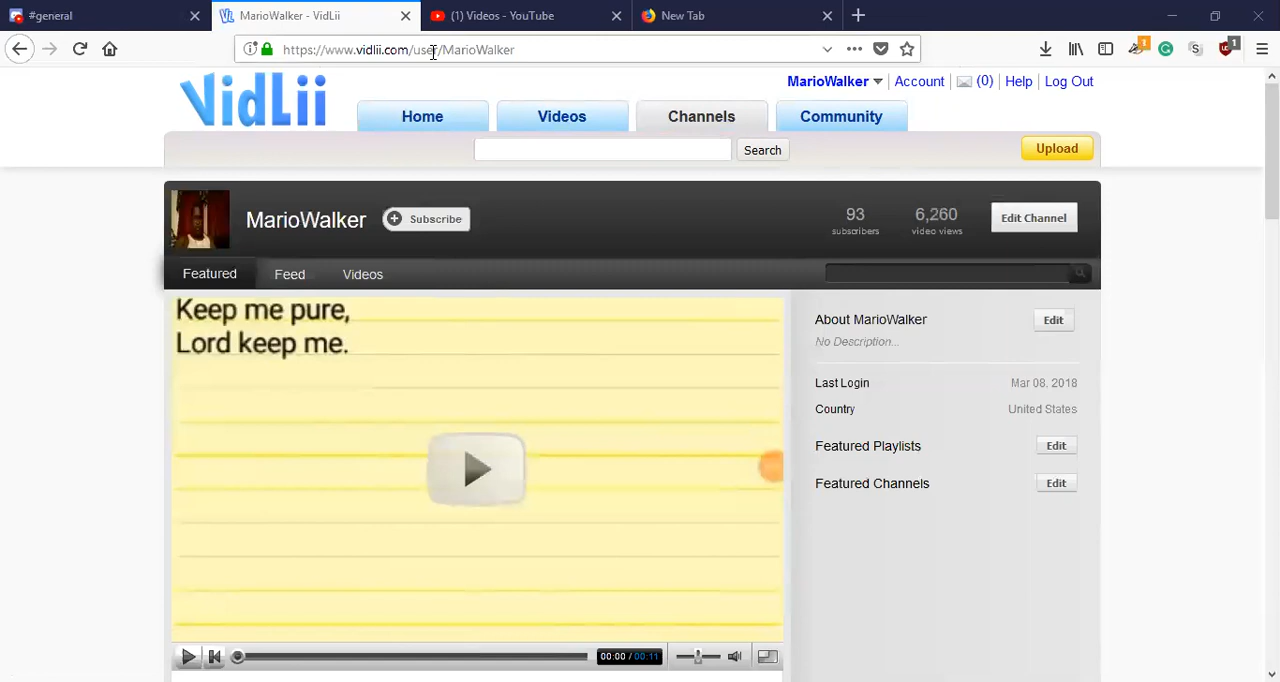 #general
MarioWalker - VidLii
(1) Videos - YouTube
New Tab
https://www.vidlii.com/user/MarioWalker
3
1
VidLii
MarioWalker
Account
(0)
Help
Log Out
Home
Videos
Channels
Community
Search
Upload
MarioWalker
Subscribe
93
subscribers
6,260
video views
Edit Channel
Featured
Feed
Videos
Keep me pure,
Lord keep me.
About MarioWalker
Edit
No Description...
Last Login
Mar 08, 2018
Country
United States
Featured Playlists
Edit
Featured Channels
Edit
00:00 / 00:11